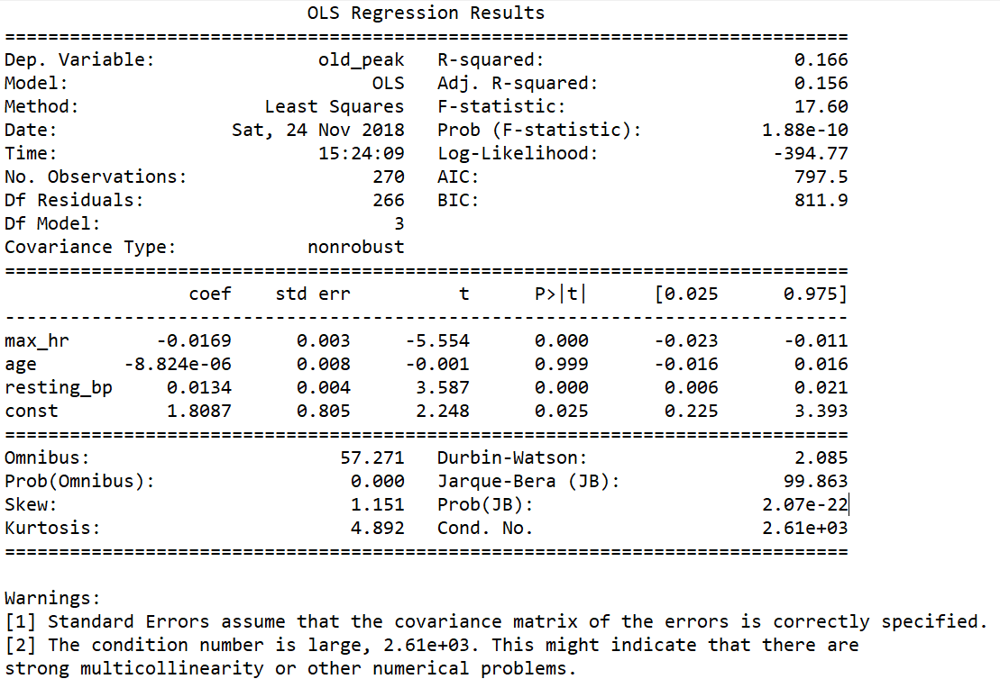 OLS Regression Results
==============================================================================
Dep. Variable:               old_peak   R-squared:                       0.166
Model:                            OLS   Adj. R-squared:                  0.156
Method:                 Least Squares   F-statistic:                     17.60
Date:                Sat, 24 Nov 2018   Prob (F-statistic):           1.88e-10
Time:                        15:24:09   Log-Likelihood:                -394.77
No. Observations:                 270   AIC:                             797.5
Df Residuals:                     266   BIC:                             811.9
Df Model:                           3
Covariance Type:            nonrobust
==============================================================================
                 coef    std err          t      P>|t|      [0.025      0.975]
------------------------------------------------------------------------------
max_hr        -0.0169      0.003     -5.554      0.000      -0.023      -0.011
age        -8.824e-06      0.008     -0.001      0.999      -0.016       0.016
resting_bp     0.0134      0.004      3.587      0.000       0.006       0.021
const          1.8087      0.805      2.248      0.025       0.225       3.393
==============================================================================
Omnibus:                       57.271   Durbin-Watson:                   2.085
Prob(Omnibus):                  0.000   Jarque-Bera (JB):               99.863
Skew:                           1.151   Prob(JB):                     2.07e-22
Kurtosis:                       4.892   Cond. No.                     2.61e+03
==============================================================================

Warnings:
[1] Standard Errors assume that the covariance matrix of the errors is correctly specified.
[2] The condition number is large, 2.61e+03. This might indicate that there are
strong multicollinearity or other numerical problems.